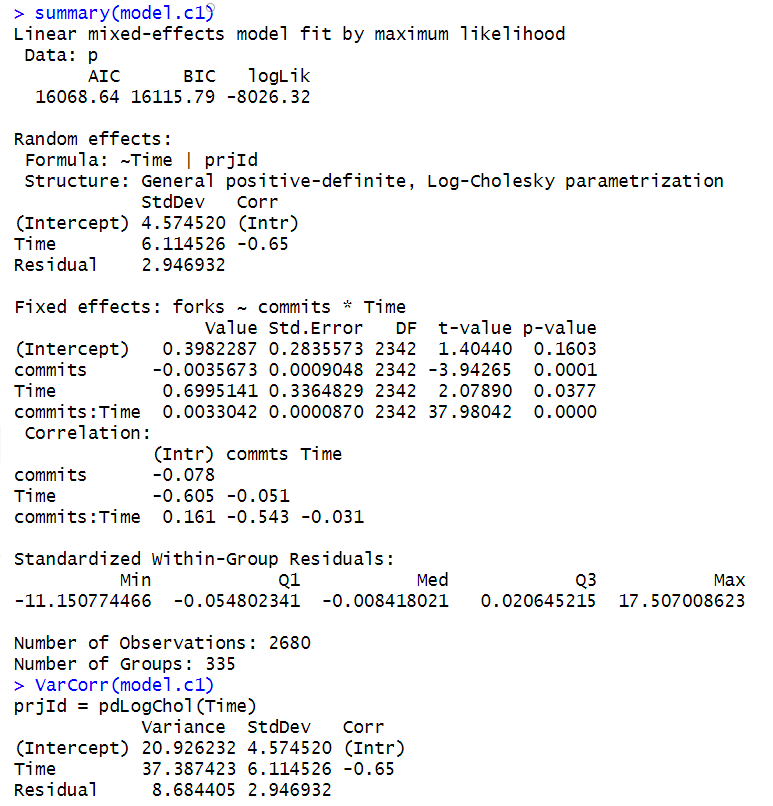 > summary(model.c1)
Linear mixed-effects model fit by maximum likelihood
 Data: p
       AIC      BIC   logLik
  16068.64 16115.79 -8026.32

Random effects:
 Formula: ~Time | prjId
 Structure: General positive-definite, Log-Cholesky parametrization
            StdDev   Corr
(Intercept) 4.574520 (Intr)
Time        6.114526 -0.65
Residual    2.946932

Fixed effects: forks ~ commits * Time
                  Value Std.Error   DF  t-value p-value
(Intercept)   0.3982287 0.2835573 2342  1.40440  0.1603
commits      -0.0035673 0.0009048 2342 -3.94265  0.0001
Time          0.6995141 0.3364829 2342  2.07890  0.0377
commits:Time  0.0033042 0.0000870 2342 37.98042  0.0000
 Correlation:
             (Intr) commts Time
commits      -0.078
Time         -0.605 -0.051
commits:Time  0.161 -0.543 -0.031

Standardized Within-Group Residuals:
          Min            Q1           Med            Q3           Max
-11.150774466  -0.054802341  -0.008418021   0.020645215  17.507008623

Number of Observations: 2680
Number of Groups: 335
> VarCorr(model.c1)
prjId = pdLogChol(Time)
            Variance  StdDev   Corr
(Intercept) 20.926232 4.574520 (Intr)
Time        37.387423 6.114526 -0.65
Residual     8.684405 2.946932